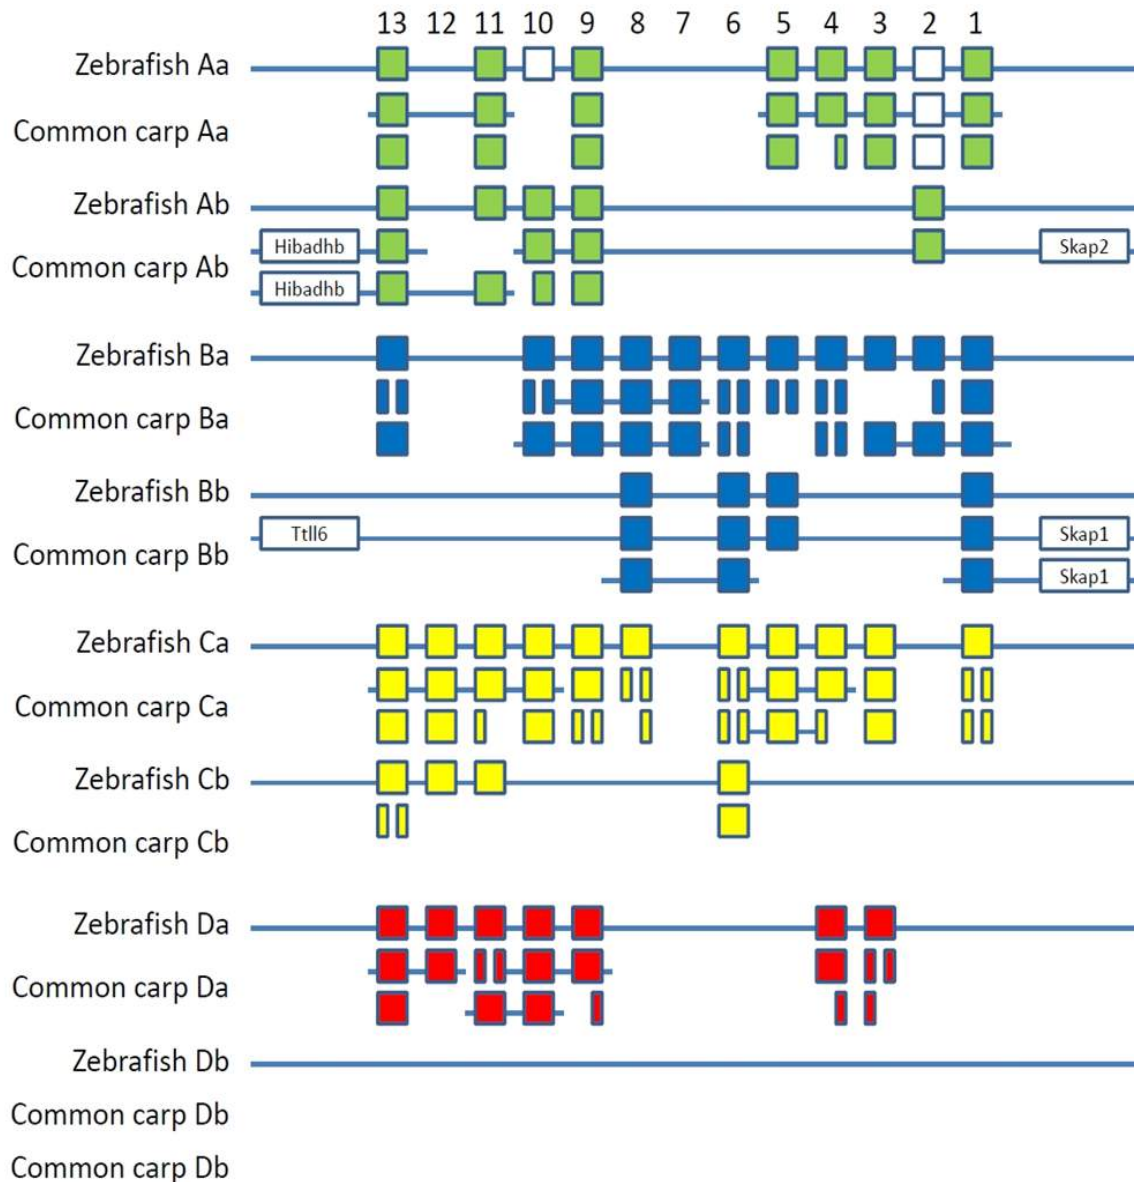 13 12 11 10 9 8 7 6 5 4 3 2 1
Zebrafish Aa
Common carp Aa
Zebrafish Ab
Hibadhb Skap2
Common carp Ab
Hibadhb
Zebrafish Ba
Common carp Ba
Zebrafish Bb
Ttll6 Skap1
Common carp Bb
Skap1
Zebrafish Ca
Common carp Ca
Zebrafish Cb
Common carp Cb
Zebrafish Da
Common carp Da
Zebrafish Db
Common carp Db
Common carp Db